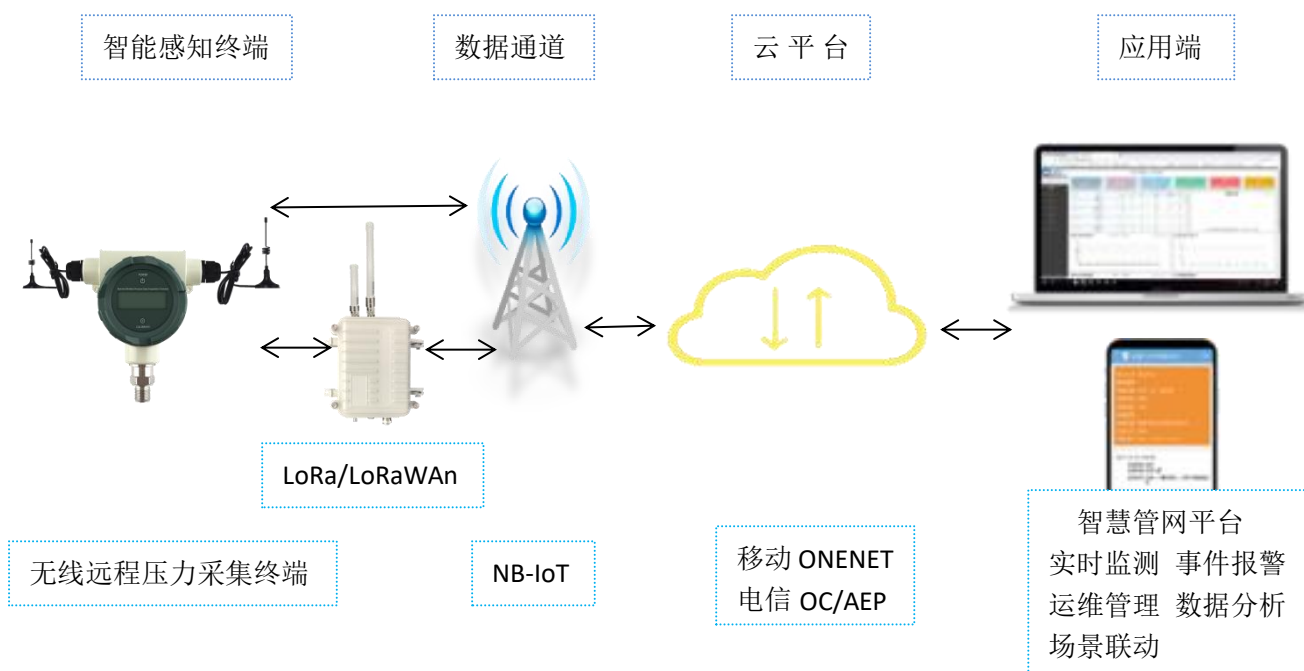 智能感知终端
数据通道
云平台
应用端
LoRa/LoRaWAn
无线远程压力采集终端
NB-IoT
移动 ONENET
电信 OC/AEP
智慧管网平台
实时监测 事件报警
运维管理 数据分析
场景联动